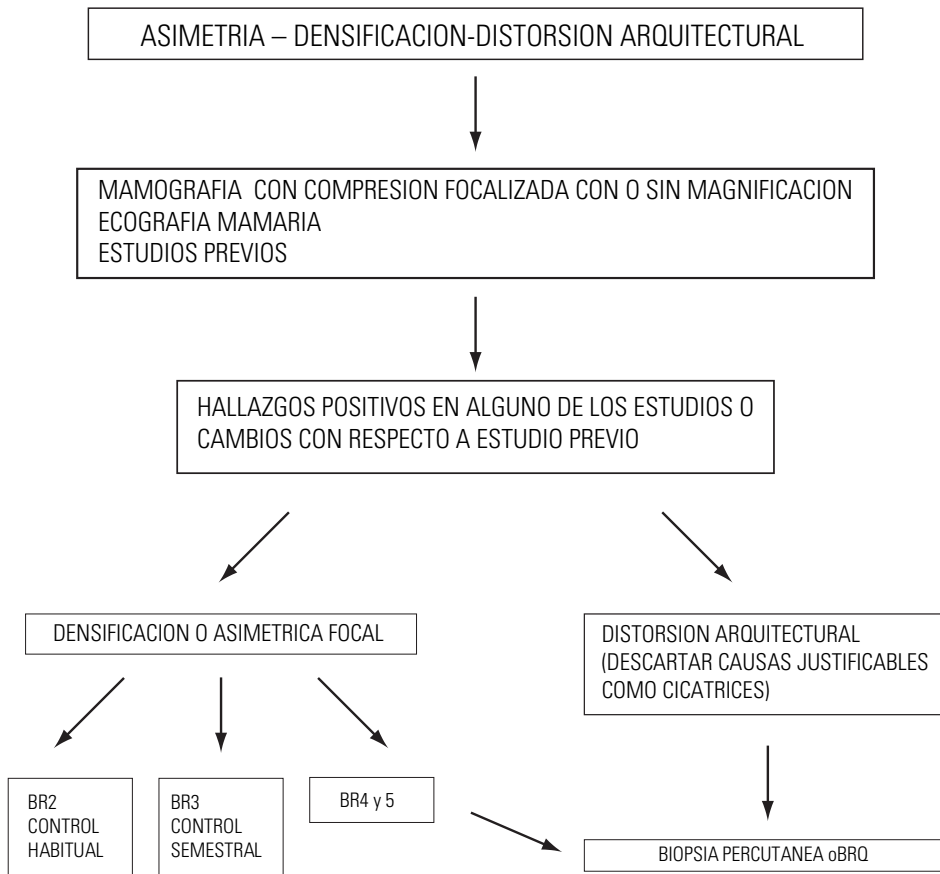 ASIMETRIA – DENSIFICACION-DISTORSION ARQUITECTURAL
MAMOGRAFIA CON COMPRESION FOCALIZADA CON O SIN MAGNIFICACION
ECOGRAFIA MAMARIA
ESTUDIOS PREVIOS
HALLAZGOS POSITIVOS EN ALGUNO DE LOS ESTUDIOS O
CAMBIOS CON RESPECTO A ESTUDIO PREVIO
DENSIFICACION O ASIMETRICA FOCAL
DISTORSION ARQUITECTURAL
(DESCARTAR CAUSAS JUSTIFICABLES
COMO CICATRICES)
BR2
CONTROL
HABITUAL
BR3
CONTROL
SEMESTRAL
BR4 y 5
BIOPSIA PERCUTANEA oBRQ